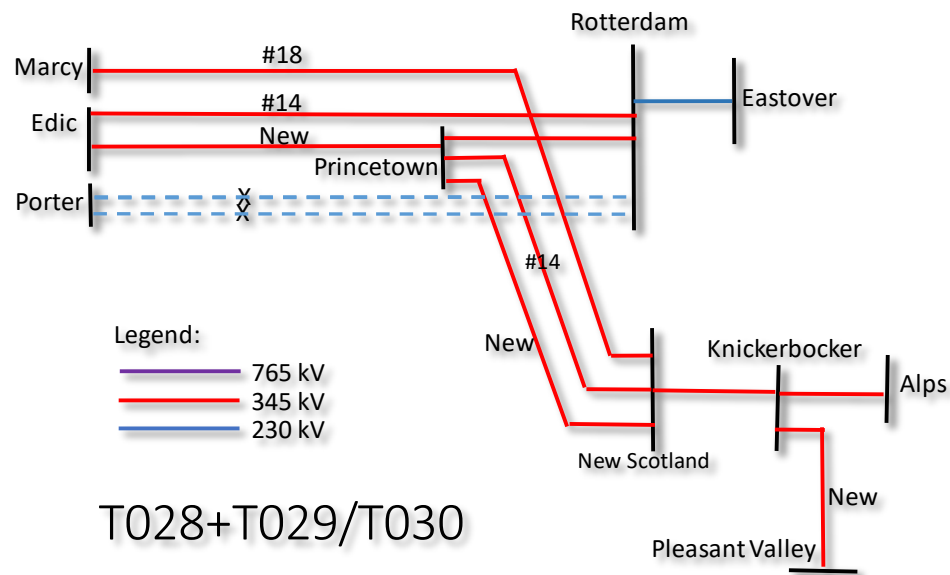 Rotterdam
#18
Marcy
Eastover
#14
Edic
New
Princetown
Porter
X
X
X
#14
Legend:
New
Knickerbocker
765 kV
Alps
345 kV
230 kV
New Scotland
New
T028+T029/T030
Pleasant Valley